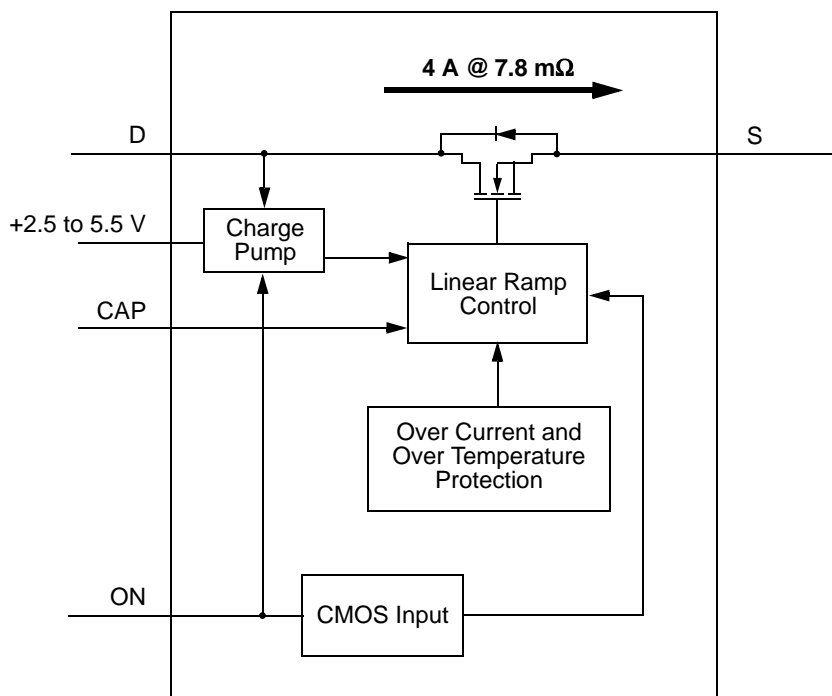 4 A @ 7.8 mΩ
D
S
+2.5 to 5.5 V
Charge
Pump
Linear Ramp
Control
CAP
Over Current and
Over Temperature
Protection
ON
CMOS Input